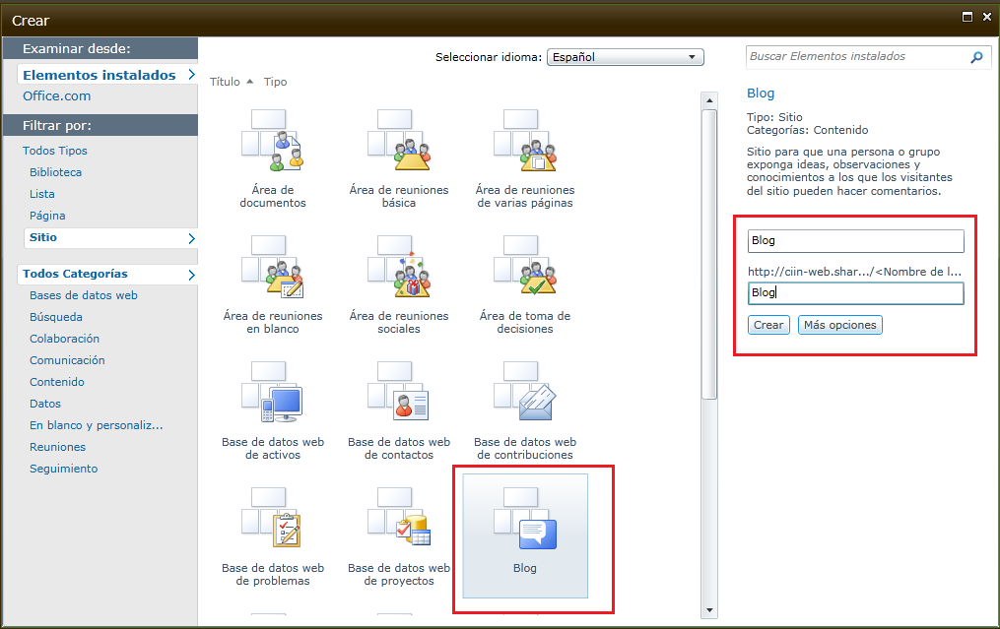 Crear
Examinar desde:
Elementos instalados
Office.com
Filtrar por:
Todos Tipos
Biblioteca
Lista
Página
Sitio
Todos Categorías
Bases de datos web
Búsqueda
Colaboración
Comunicación
Contenido
Datos
En blanco y personaliz...
Reuniones
Seguimiento
Seleccionar idioma: Español
Título Tipo
Área de
documentos
Área de reuniones
básica
Área de reuniones
de varias páginas
Área de reuniones
en blanco
Área de reuniones
sociales
Área de toma de
decisiones
Base de datos web
de activos
Base de datos web
de contactos
Base de datos web
de contribuciones
Base de datos web
de problemas
Base de datos web
de proyectos
Blog
Buscar Elementos instalados
Blog
Tipo: Sitio
Categorías: Contenido
Sitio para que una persona o grupo
exponga ideas, observaciones y
conocimientos a los que los visitantes
del sitio pueden hacer comentarios.
Blog
http://ciin-web.shar.../<Nombre de l...
Blog
Crear Más opciones